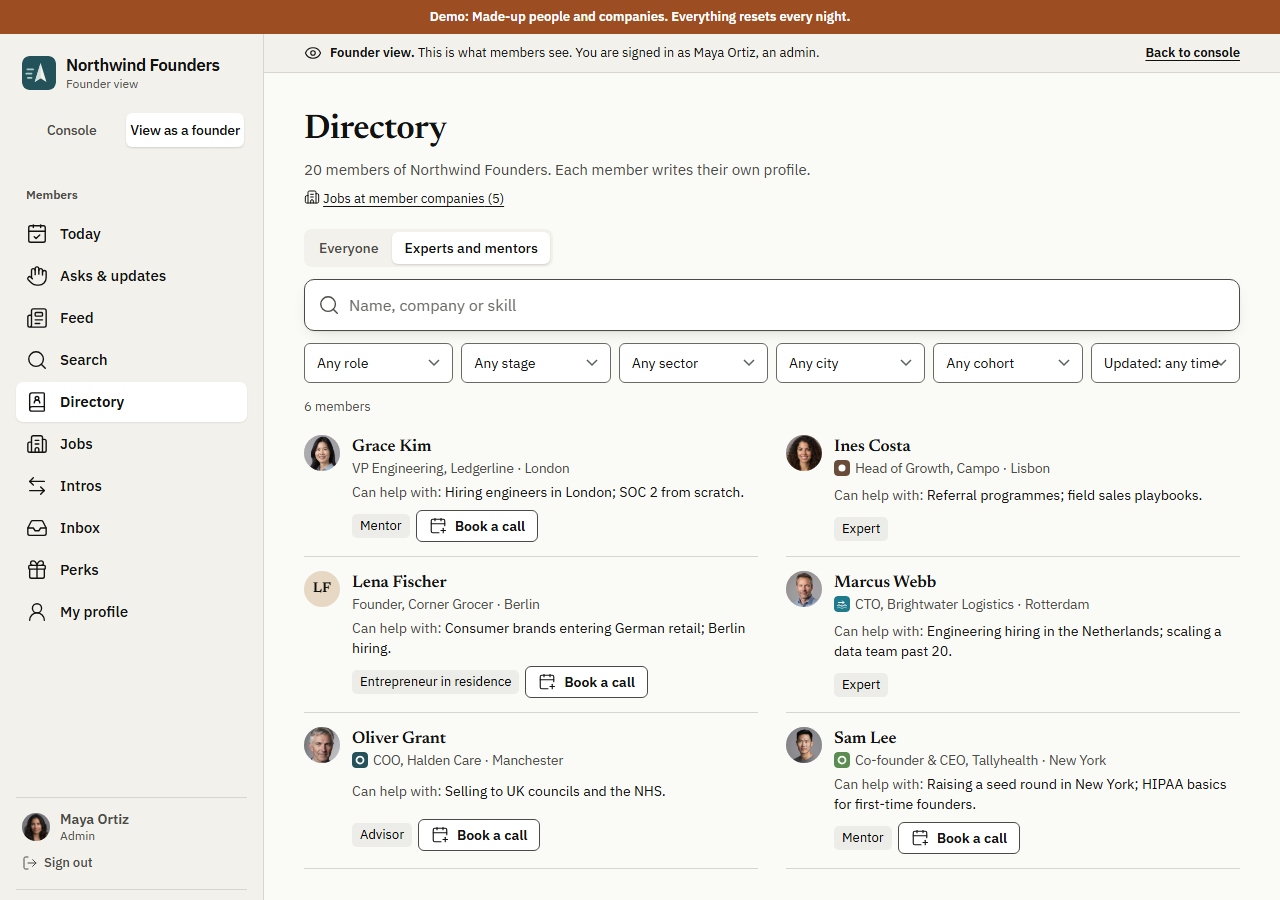 Demo: Made-up people and companies. Everything resets every night.
Northwind Founders
Founder view
Console
View as a founder
Members
Today
Asks & updates
Feed
Search
Directory
Jobs
Intros
Inbox
Perks
My profile
Maya Ortiz
Admin
Sign out
Founder view. This is what members see. You are signed in as Maya Ortiz, an admin.
Back to console
Directory
20 members of Northwind Founders. Each member writes their own profile.
Jobs at member companies (5)
Everyone
Experts and mentors
Name, company or skill
Any role
Any stage
Any sector
Any city
Any cohort
Updated: any time
6 members
Grace Kim
VP Engineering, Ledgerline · London
Can help with: Hiring engineers in London; SOC 2 from scratch.
Mentor
Book a call
Ines Costa
Head of Growth, Campo · Lisbon
Can help with: Referral programmes; field sales playbooks.
Expert
LF
Lena Fischer
Founder, Corner Grocer · Berlin
Can help with: Consumer brands entering German retail; Berlin
hiring.
Entrepreneur in residence
Book a call
Marcus Webb
CTO, Brightwater Logistics · Rotterdam
Can help with: Engineering hiring in the Netherlands; scaling a
data team past 20.
Expert
Oliver Grant
COO, Halden Care · Manchester
Can help with: Selling to UK councils and the NHS.
Advisor
Book a call
Sam Lee
Co-founder & CEO, Tallyhealth · New York
Can help with: Raising a seed round in New York; HIPAA basics
for first-time founders.
Mentor
Book a call